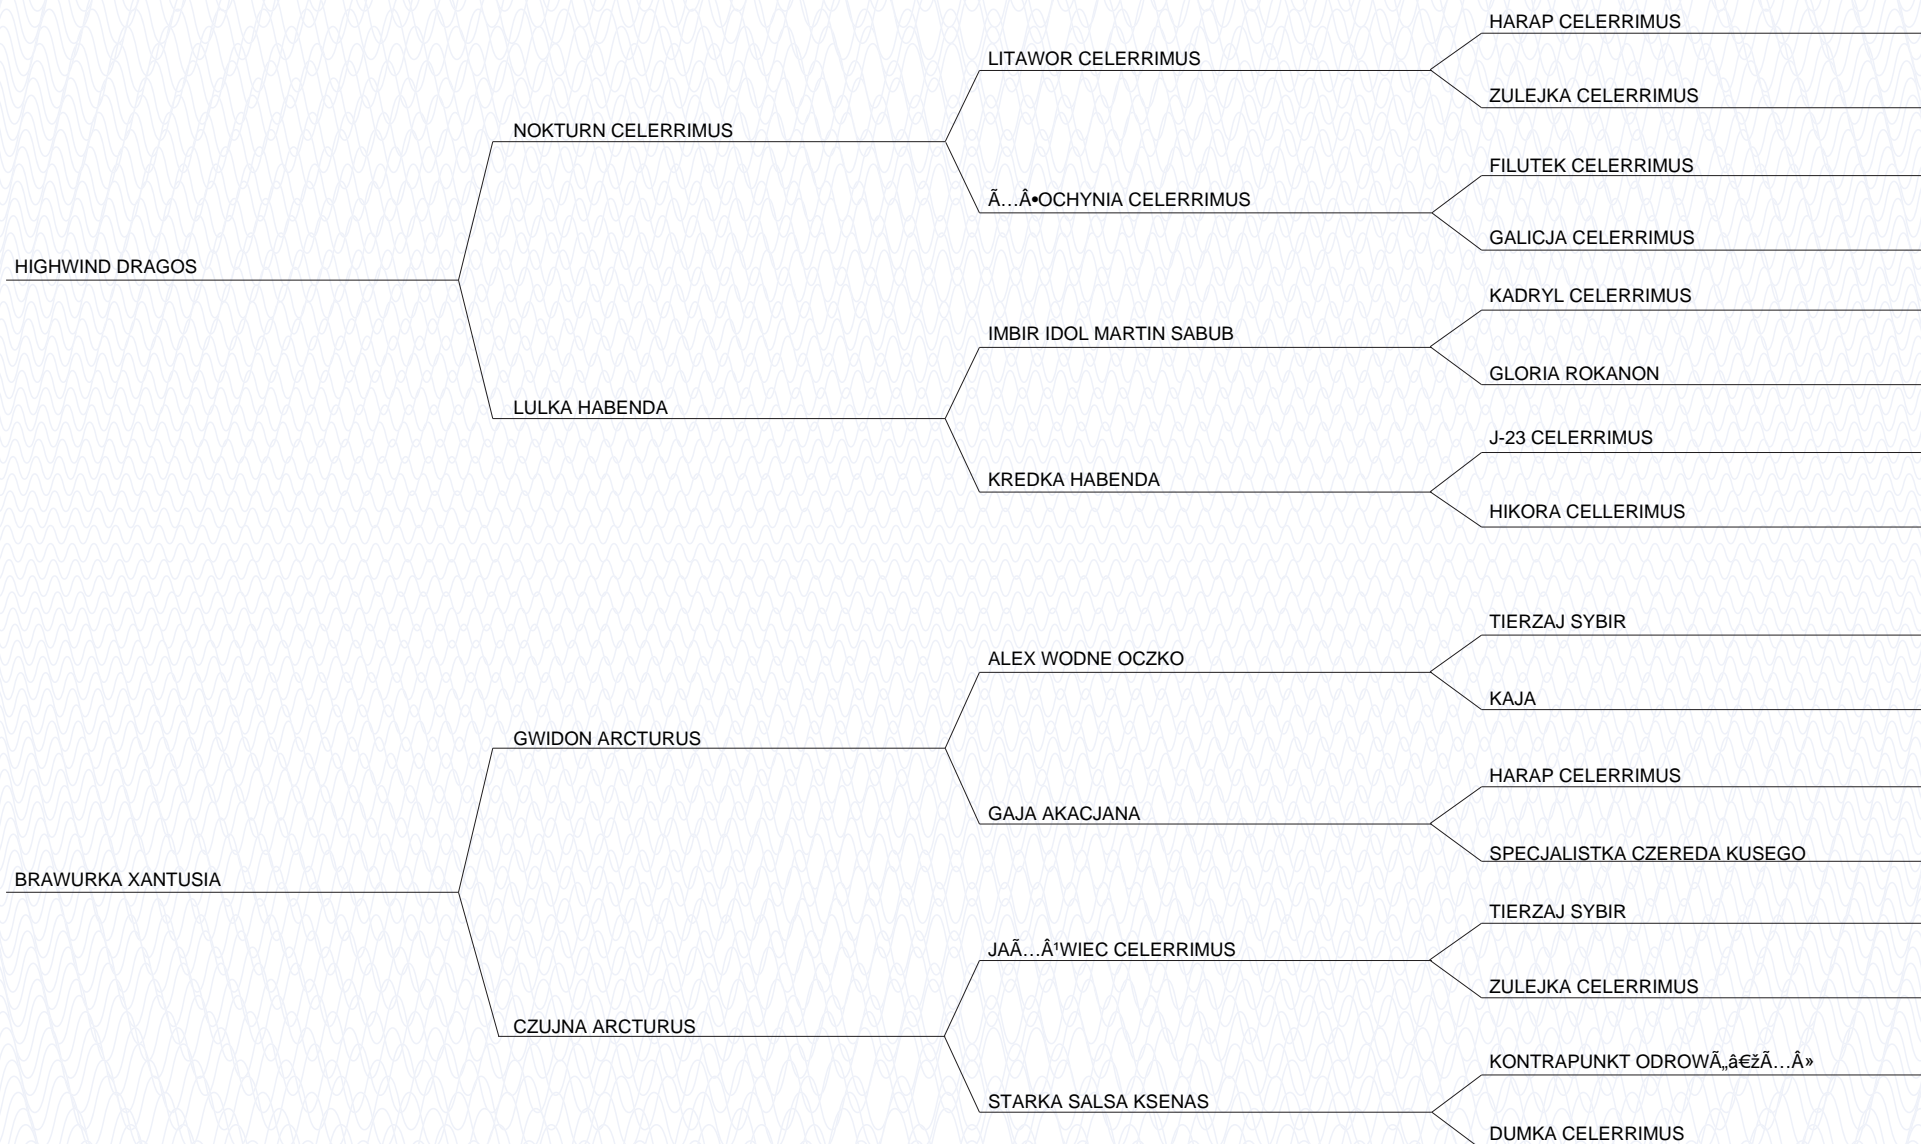 HARAP CELERRIMUS
LITAWOR CELERRIMUS
ZULEJKA CELERRIMUS
NOKTURN CELERRIMUS
FILUTEK CELERRIMUS
Ã…Â•OCHYNIA CELERRIMUS
GALICJA CELERRIMUS
HIGHWIND DRAGOS
KADRYL CELERRIMUS
IMBIR IDOL MARTIN SABUB
GLORIA ROKANON
LULKA HABENDA
J-23 CELERRIMUS
KREDKA HABENDA
HIKORA CELLERIMUS
TIERZAJ SYBIR
ALEX WODNE OCZKO
KAJA
GWIDON ARCTURUS
HARAP CELERRIMUS
GAJA AKACJANA
SPECJALISTKA CZEREDA KUSEGO
BRAWURKA XANTUSIA
TIERZAJ SYBIR
JAÃ…Â¹WIEC CELERRIMUS
ZULEJKA CELERRIMUS
CZUJNA ARCTURUS
KONTRAPUNKT ODROWÃ„â€žÃ…Â»
STARKA SALSA KSENAS
DUMKA CELERRIMUS